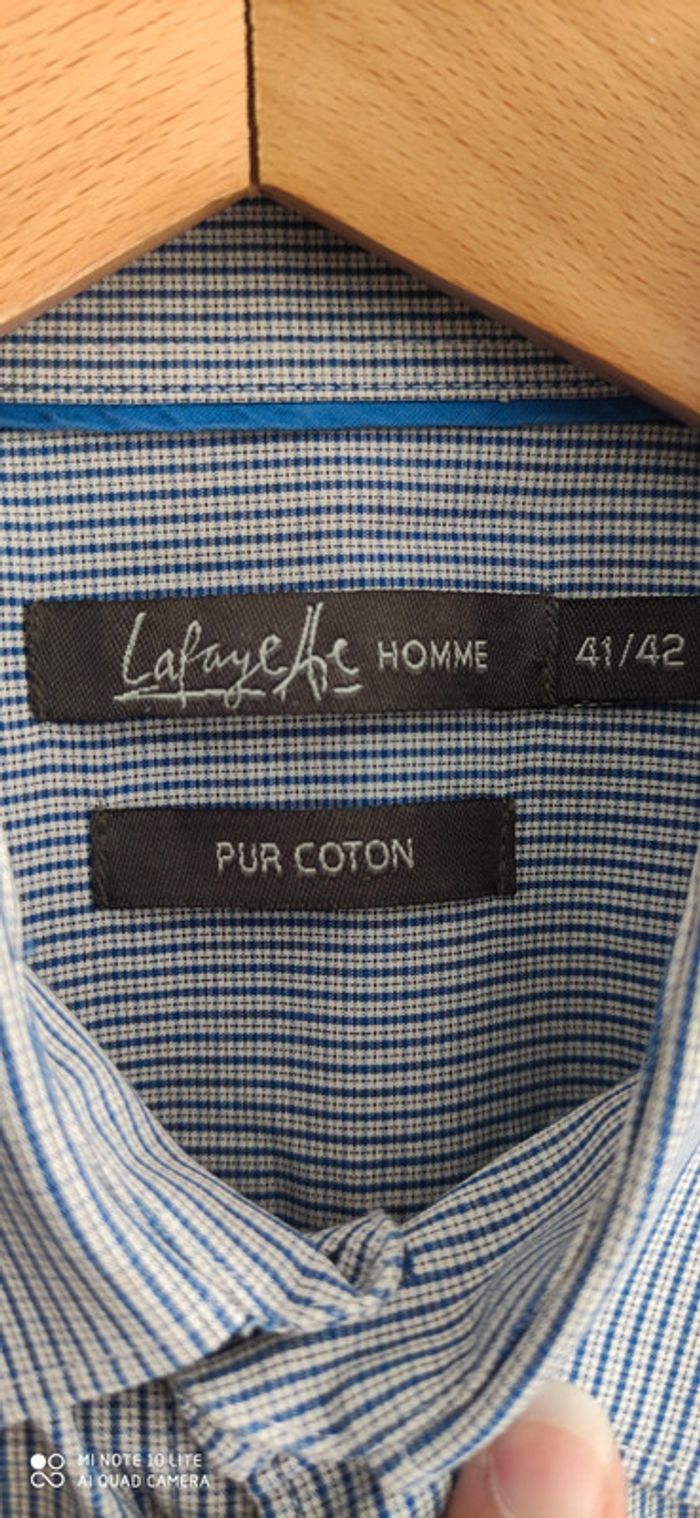 Lafayette HOMME 41/42
PUR COTON
MI NOTE 10 LITE
AI QUAD CAMERA